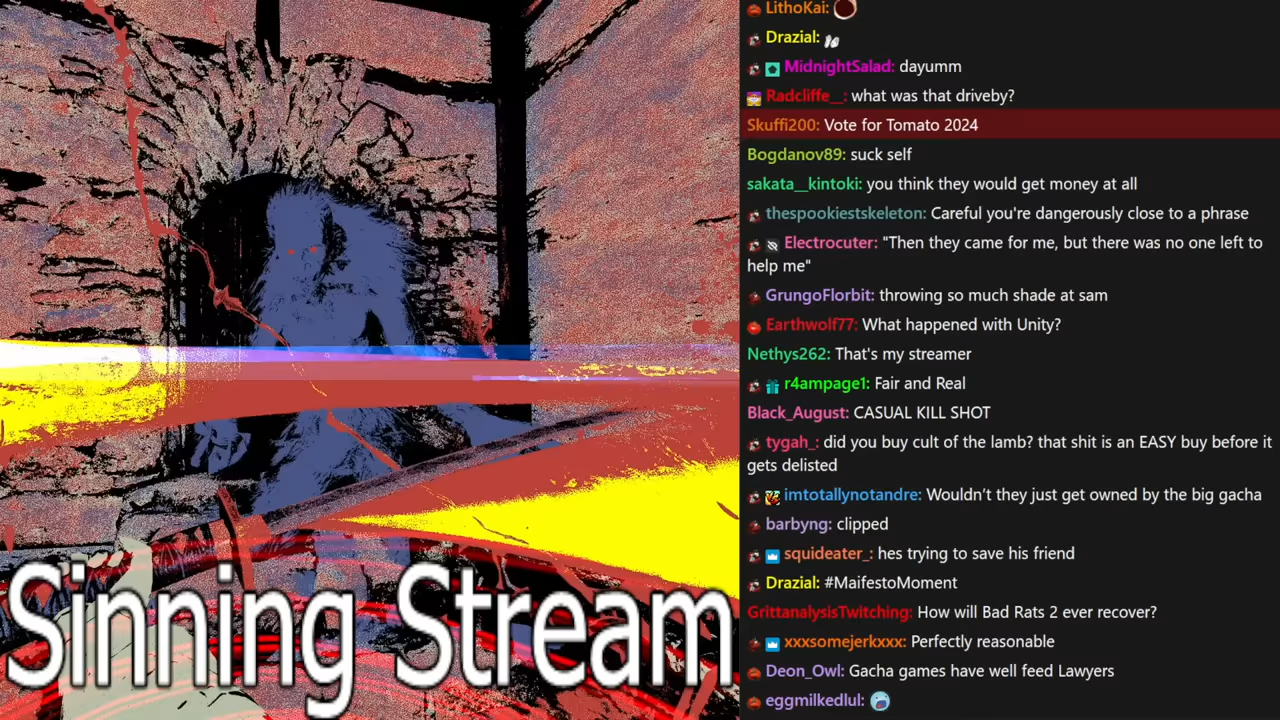 LithoKai:
Drazial:
MidnightSalad: dayumm
Radcliffe__: what was that driveby?
Skuffi200: Vote for Tomato 2024
Bogdanov89: suck self
sakata__kintoki: you think they would get money at all
thespookiestskeleton: Careful you're dangerously close to a phrase
Electrocuter: "Then they came for me, but there was no one left to
help me"
GrungoFlorbit: throwing so much shade at sam
Earthwolf77: What happened with Unity?
Nethys262: That's my streamer
r4ampage1: Fair and Real
Black_August: CASUAL KILL SHOT
tygah_: did you buy cult of the lamb? that shit is an EASY buy before it
gets delisted
imtotallynotandre: Wouldn't they just get owned by the big gacha
barbyng: clipped
squideater_: hes trying to save his friend
Drazial: #MaifestoMoment
GrittanalysisTwitching: How will Bad Rats 2 ever recover?
xxxsomejerkxxx: Perfectly reasonable
Deon_Owl: Gacha games have well feed Lawyers
eggmilkedlul:
Sinning Stream